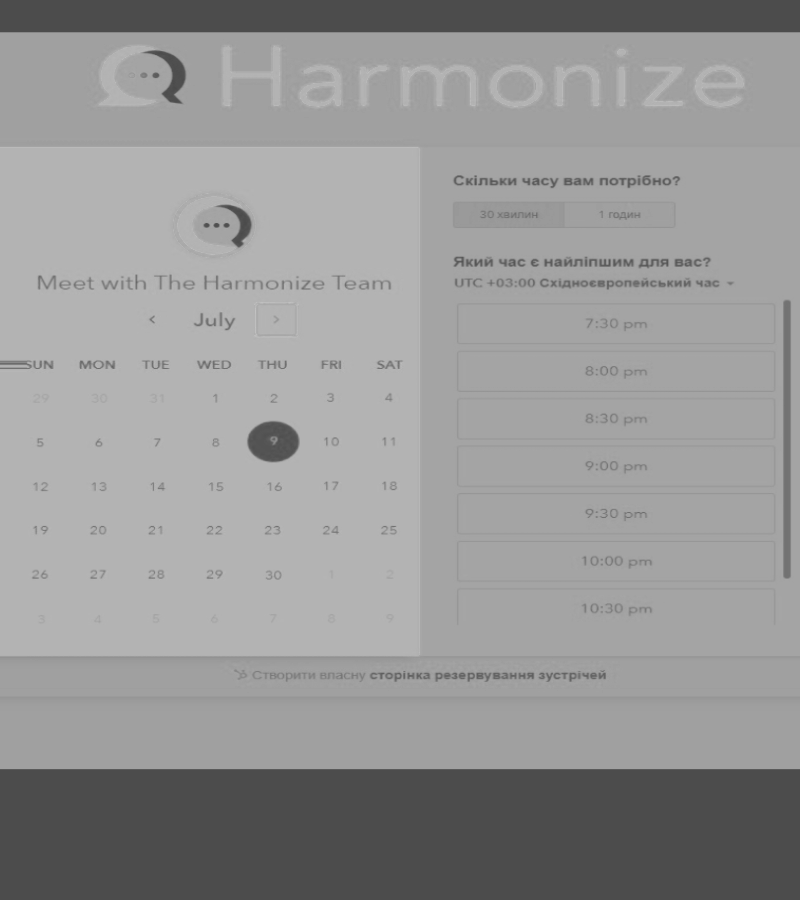 Harmonize
Meet with The Harmonize Team
July
SUN MON TUE WED THU FRI SAT
29 30 31 1 2 3 4
5 6 7 8 9 10 11
12 13 14 15 16 17 18
19 20 21 22 23 24 25
26 27 28 29 30 1 2
3 4 5 6 7 8 9
Скільки часу вам потрібно?
30 хвилин 1 годин
Який час є найліпшим для вас?
UTC +03:00 Східноєвропейський час
7:30 pm
8:00 pm
8:30 pm
9:00 pm
9:30 pm
10:00 pm
10:30 pm
Створити власну сторінка резервування зустрічей